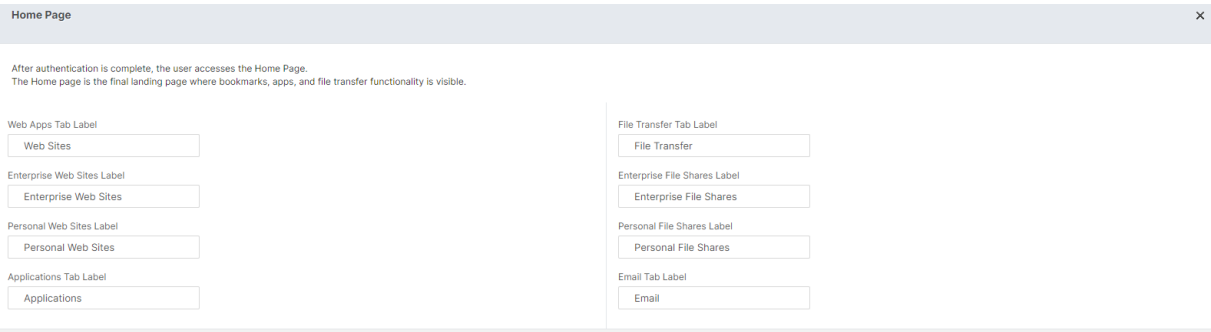 Home Page
After authentication is complete, the user accesses the Home Page.
The Home page is the final landing page where bookmarks, apps, and file transfer functionality is visible.
Web Apps Tab Label
Web Sites
Enterprise Web Sites Label
Enterprise Web Sites
Personal Web Sites Label
Personal Web Sites
Applications Tab Label
Applications
File Transfer Tab Label
File Transfer
Enterprise File Shares Label
Enterprise File Shares
Personal File Shares Label
Personal File Shares
Email Tab Label
Email